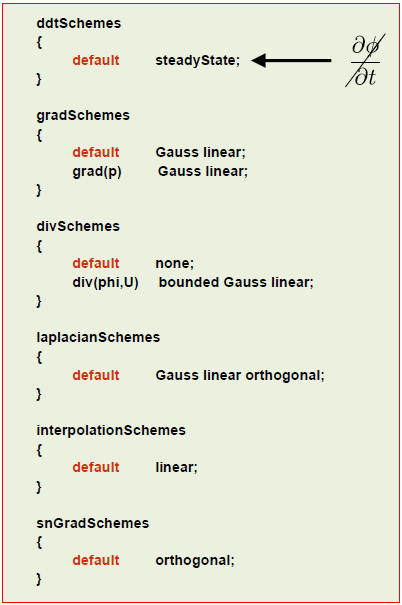 ddtSchemes
{
default steadyState; ∂ϕ/∂t
}
gradSchemes
{
default Gauss linear;
grad(p) Gauss linear;
}
divSchemes
{
default none;
div(phi,U) bounded Gauss linear;
}
laplacianSchemes
{
default Gauss linear orthogonal;
}
interpolationSchemes
{
default linear;
}
snGradSchemes
{
default orthogonal;
}